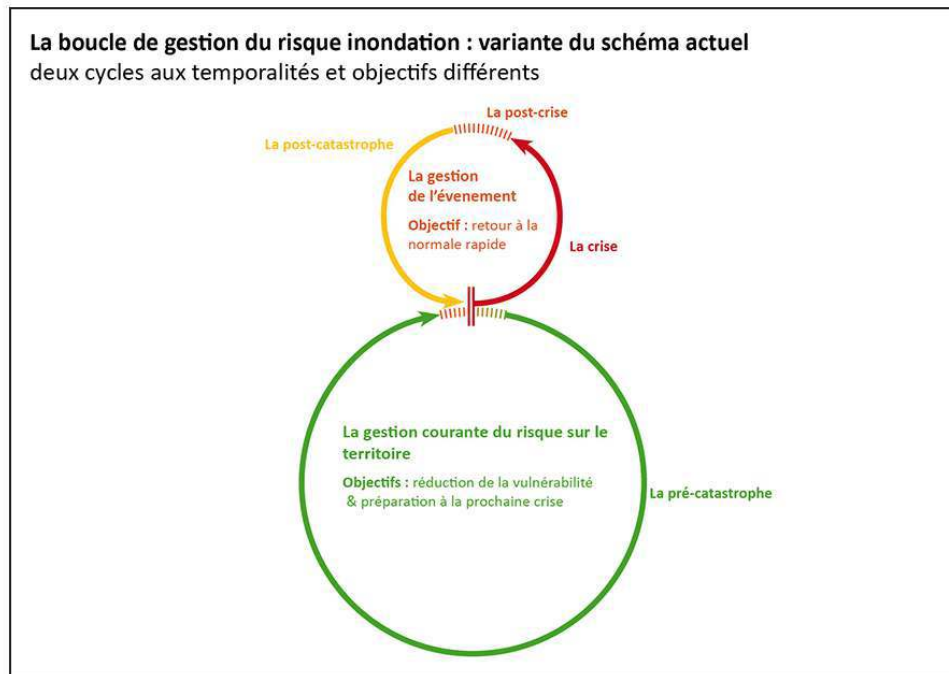 La boucle de gestion du risque inondation : variante du schéma actuel
deux cycles aux temporalités et objectifs différents
La post-crise
La post-catastrophe
La gestion
de l'évenement
Objectif : retour à la
normale rapide
La crise
La gestion courante du risque sur le
territoire
Objectifs : réduction de la vulnérabilité
& préparation à la prochaine crise
La pré-catastrophe